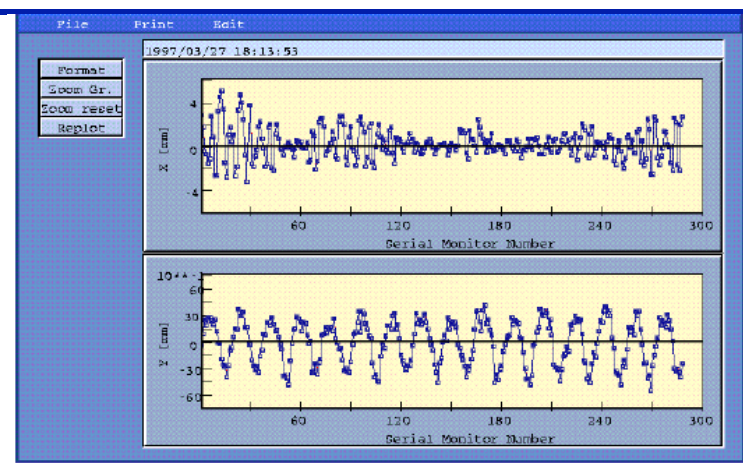 File Print Edit
1997/03/27 18:13:53
Format
Zoom Gr.
Zoom reset
Replot
4
0
-4
X [mm]
60 120 180 240 300
Serial Monitor Number
10**-1
60
30
0
-30
-60
Y [mm]
60 120 180 240 300
Serial Monitor Number